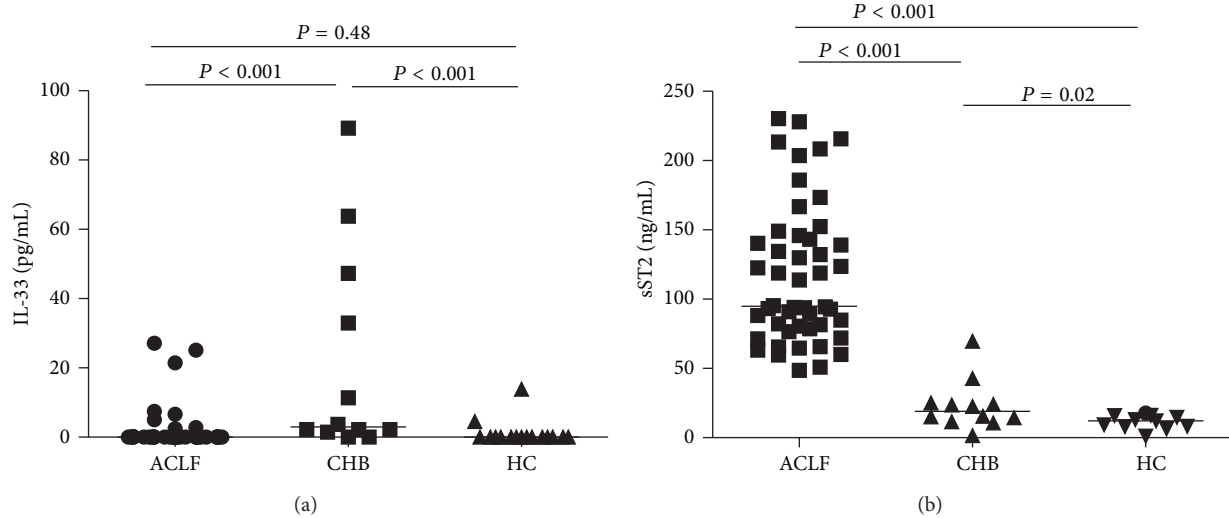 P = 0.48
P < 0.001
P < 0.001
100
80
60
40
20
0
IL-33 (pg/mL)
ACLF
CHB
HC
(a)
P < 0.001
P < 0.001
P = 0.02
250
200
150
100
50
0
sST2 (ng/mL)
ACLF
CHB
HC
(b)